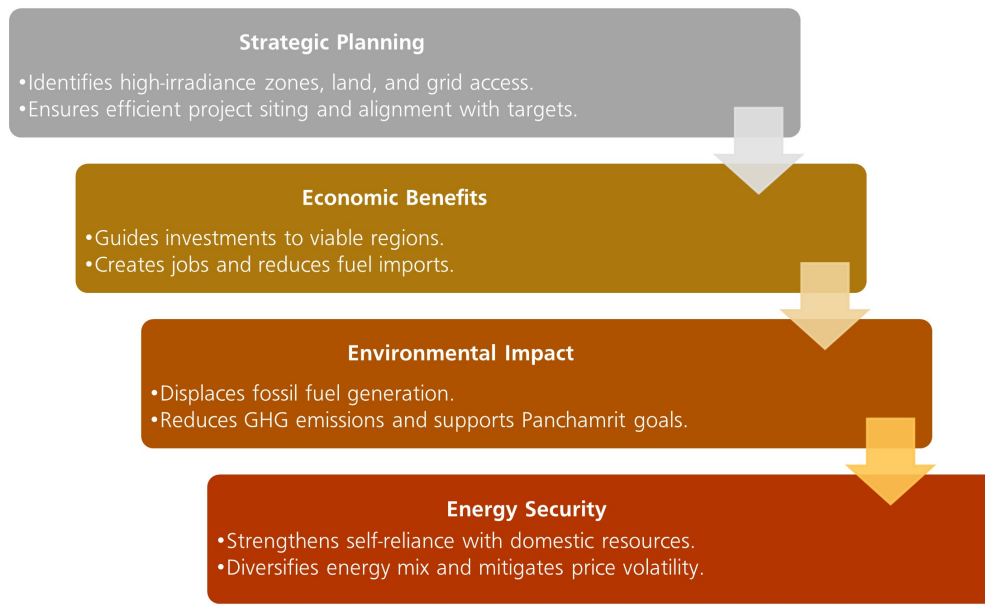 Strategic Planning
•Identifies high-irradiance zones, land, and grid access.
•Ensures efficient project siting and alignment with targets.
Economic Benefits
•Guides investments to viable regions.
•Creates jobs and reduces fuel imports.
Environmental Impact
•Displaces fossil fuel generation.
•Reduces GHG emissions and supports Panchamrit goals.
Energy Security
•Strengthens self-reliance with domestic resources.
•Diversifies energy mix and mitigates price volatility.